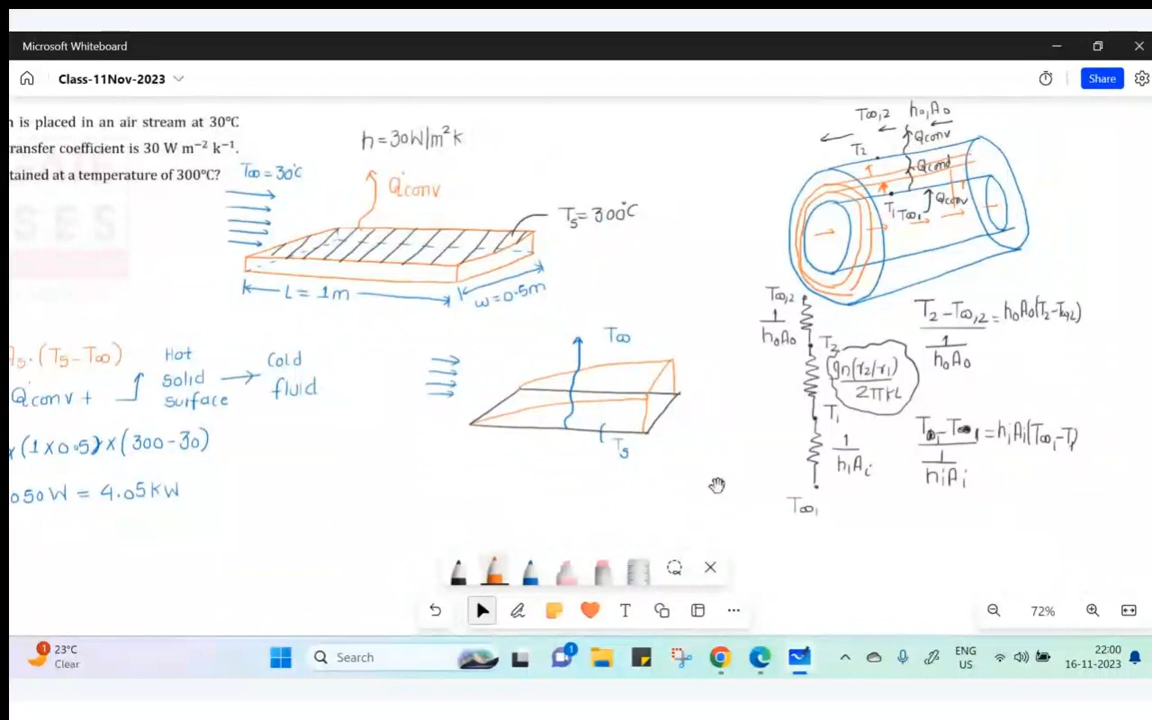 Microsoft Whiteboard
Class-11Nov-2023
Share
n is placed in an air stream at 30°C
ransfer coefficient is 30 W m⁻² k⁻¹.
tained at a temperature of 300°C?
SES
h = 30W/m²k
T∞ = 30°C
Q̇conv
Ts = 300°C
L = 1m
w = 0.5m
As·(Ts – T∞)
Q̇conv +
Hot
solid
surface
→
Cold
fluid
× (1 × 0.5) × (300 – 30)
050 W = 4.05 KW
T∞
Ts
T∞,2
h₀,A₀
Q̇conv
T₂
Q̇cond
T₁
T∞₁
Q̇conv
T∞,2
1/h₀A₀
T₂
ln(r₂/r₁)/2πKL
T₁
1/hᵢAᵢ
T∞₁
T₂ – T∞,2 / 1/h₀A₀ = h₀A₀(T₂ – T∞,2)
= hᵢAᵢ(T∞₁ – T₁
1/hᵢAᵢ
72%
1
23°C
Clear
Search
1
ENG
US
22:00
16-11-2023